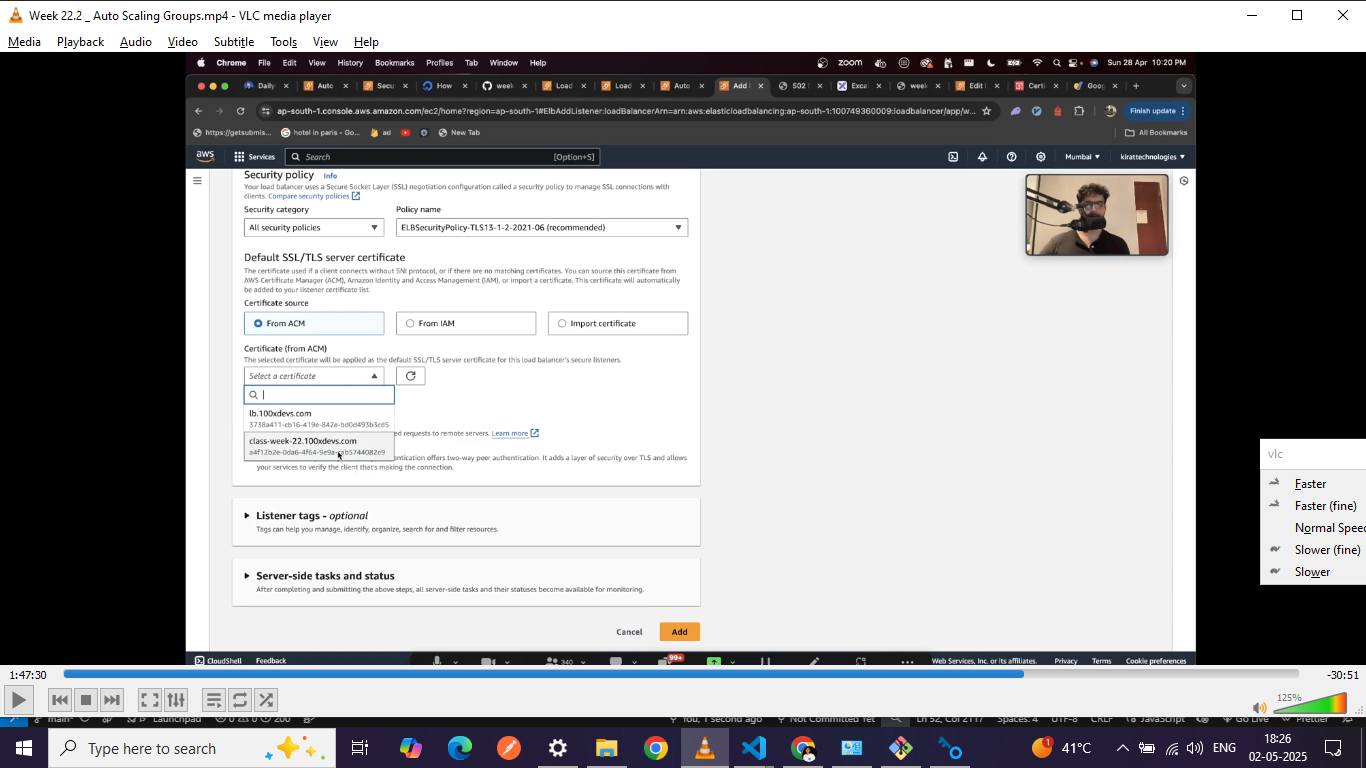 Week 22.2 _ Auto Scaling Groups.mp4 - VLC media player
Media Playback Audio Video Subtitle Tools View Help
Chrome File Edit View History Bookmarks Profiles Tab Window Help
zoom
Sun 28 Apr 10:20 PM
Daily
Auto
Secu
How
week
Load
Load
Auto
Add
502
Exca
week
Edit
Certi
Goog
ap-south-1.console.aws.amazon.com/ec2/home?region=ap-south-1#ElbAddListener:loadBalancerArn=arn:aws:elasticloadbalancing:ap-south-1:100749360009:loadbalancer/app/w...
Finish update
https://getsubmis...
hotel in paris - Go...
ad
New Tab
All Bookmarks
aws
Services
Search
[Option+S]
Mumbai
kirattechnologies
Security policy Info
Your load balancer uses a Secure Socket Layer (SSL) negotiation configuration called a security policy to manage SSL connections with
clients. Compare security policies
Security category
Policy name
All security policies
ELBSecurityPolicy-TLS13-1-2-2021-06 (recommended)
Default SSL/TLS server certificate
The certificate used if a client connects without SNI protocol, or if there are no matching certificates. You can source this certificate from
AWS Certificate Manager (ACM), Amazon Identity and Access Management (IAM), or import a certificate. This certificate will automatically
be added to your listener certificate list.
Certificate source
From ACM
From IAM
Import certificate
Certificate (from ACM)
The selected certificate will be applied as the default SSL/TLS server certificate for this load balancer's secure listeners.
Select a certificate
lb.100xdevs.com
3738a411-cb16-419e-842e-bd0d493b3cd5
ed requests to remote servers. Learn more
class-week-22.100xdevs.com
a4f12b2e-0da6-4f64-9e9a- ab5744082e9
entication offers two-way peer authentication. It adds a layer of security over TLS and allows
your services to verify the client that's making the connection.
Listener tags - optional
Tags can help you manage, identify, organize, search for and filter resources.
Server-side tasks and status
After completing and submitting the above steps, all server-side tasks and their statuses become available for monitoring.
Cancel
Add
CloudShell
Feedback
340
99+
Web Services, Inc. or its affiliates.
Privacy
Terms
Cookie preferences
vlc
Faster
Faster (fine)
Normal Spee
Slower (fine)
Slower
1:47:30
-30:51
125%
main*
Launchpad
0 0 200
You, 1 second ago
Not Committed Yet
Ln 52, Col 2117
Spaces: 4
UTF-8
CRLF
JavaScript
Go Live
Prettier
Type here to search
1
41°C
ENG
18:26
02-05-2025